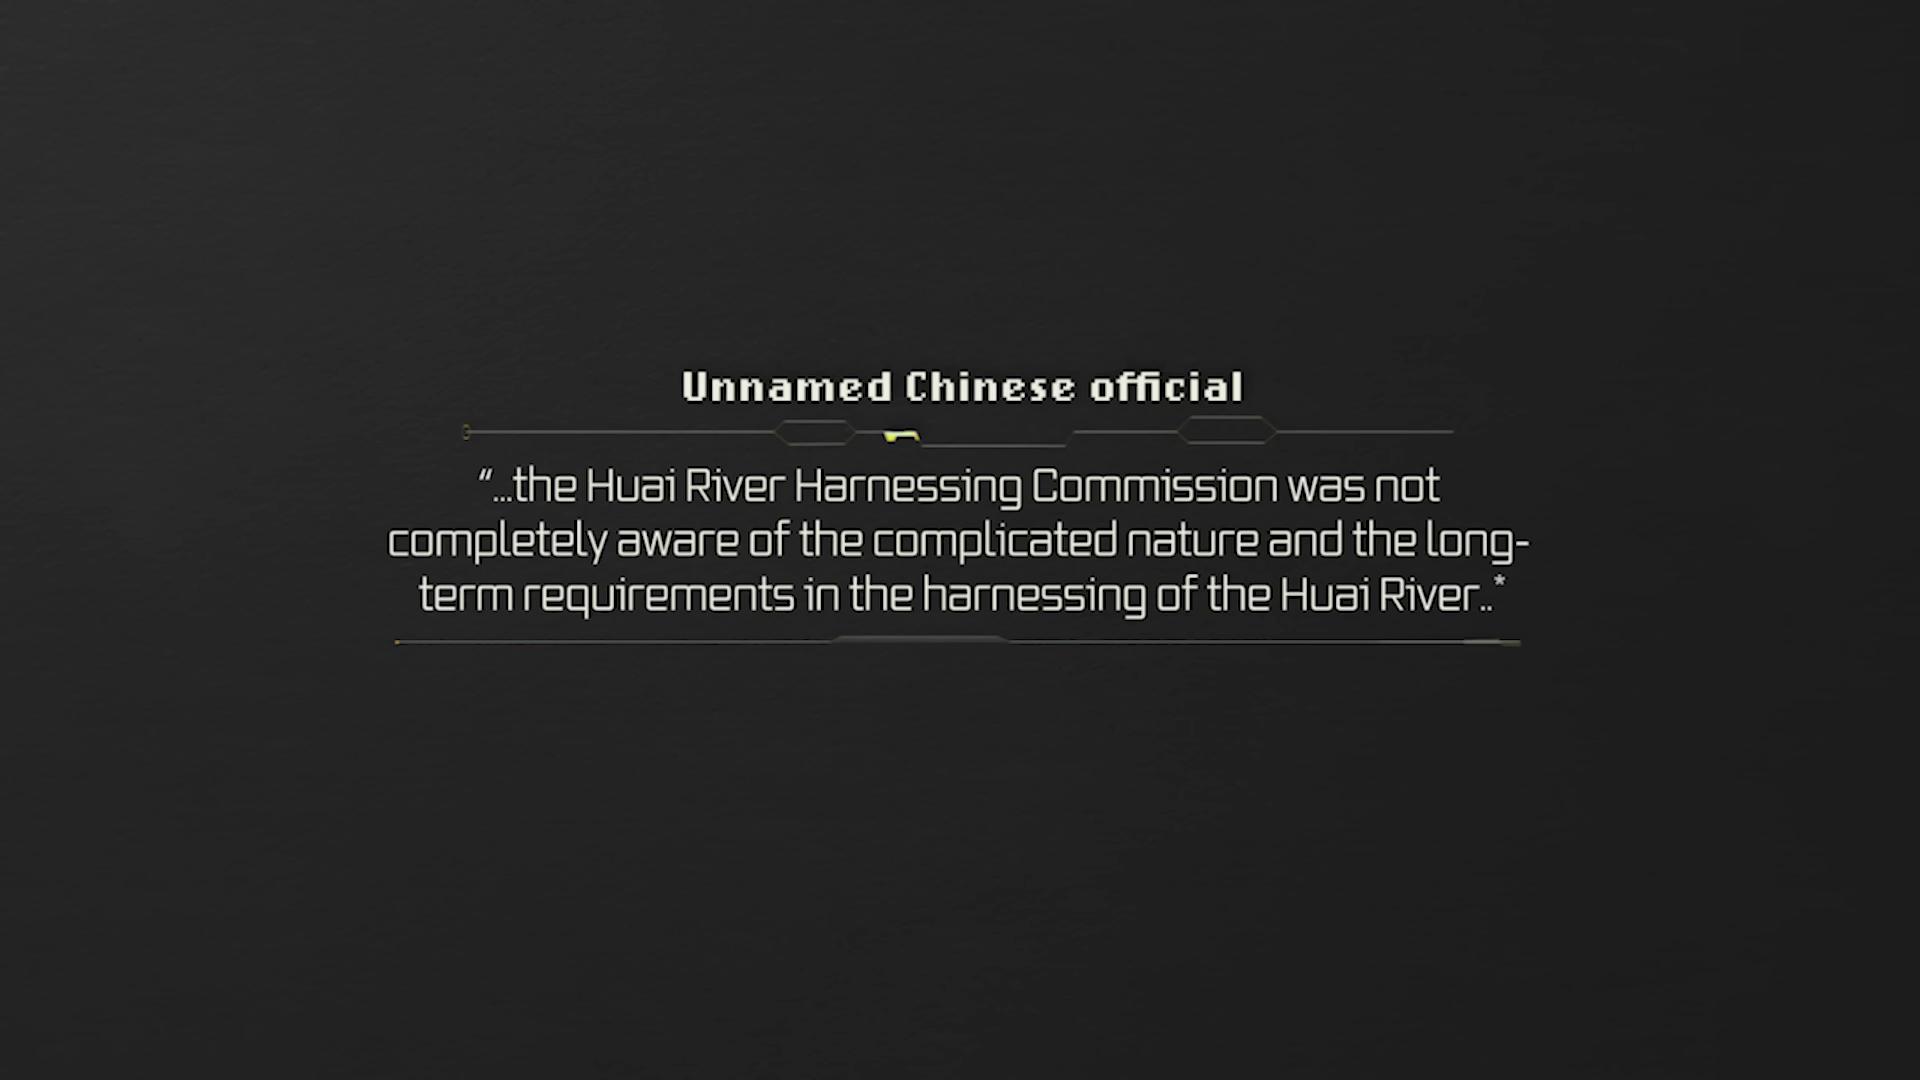 Unnamed Chinese official
“...the Huai River Harnessing Commission was not
completely aware of the complicated nature and the long-
term requirements in the harnessing of the Huai River..*